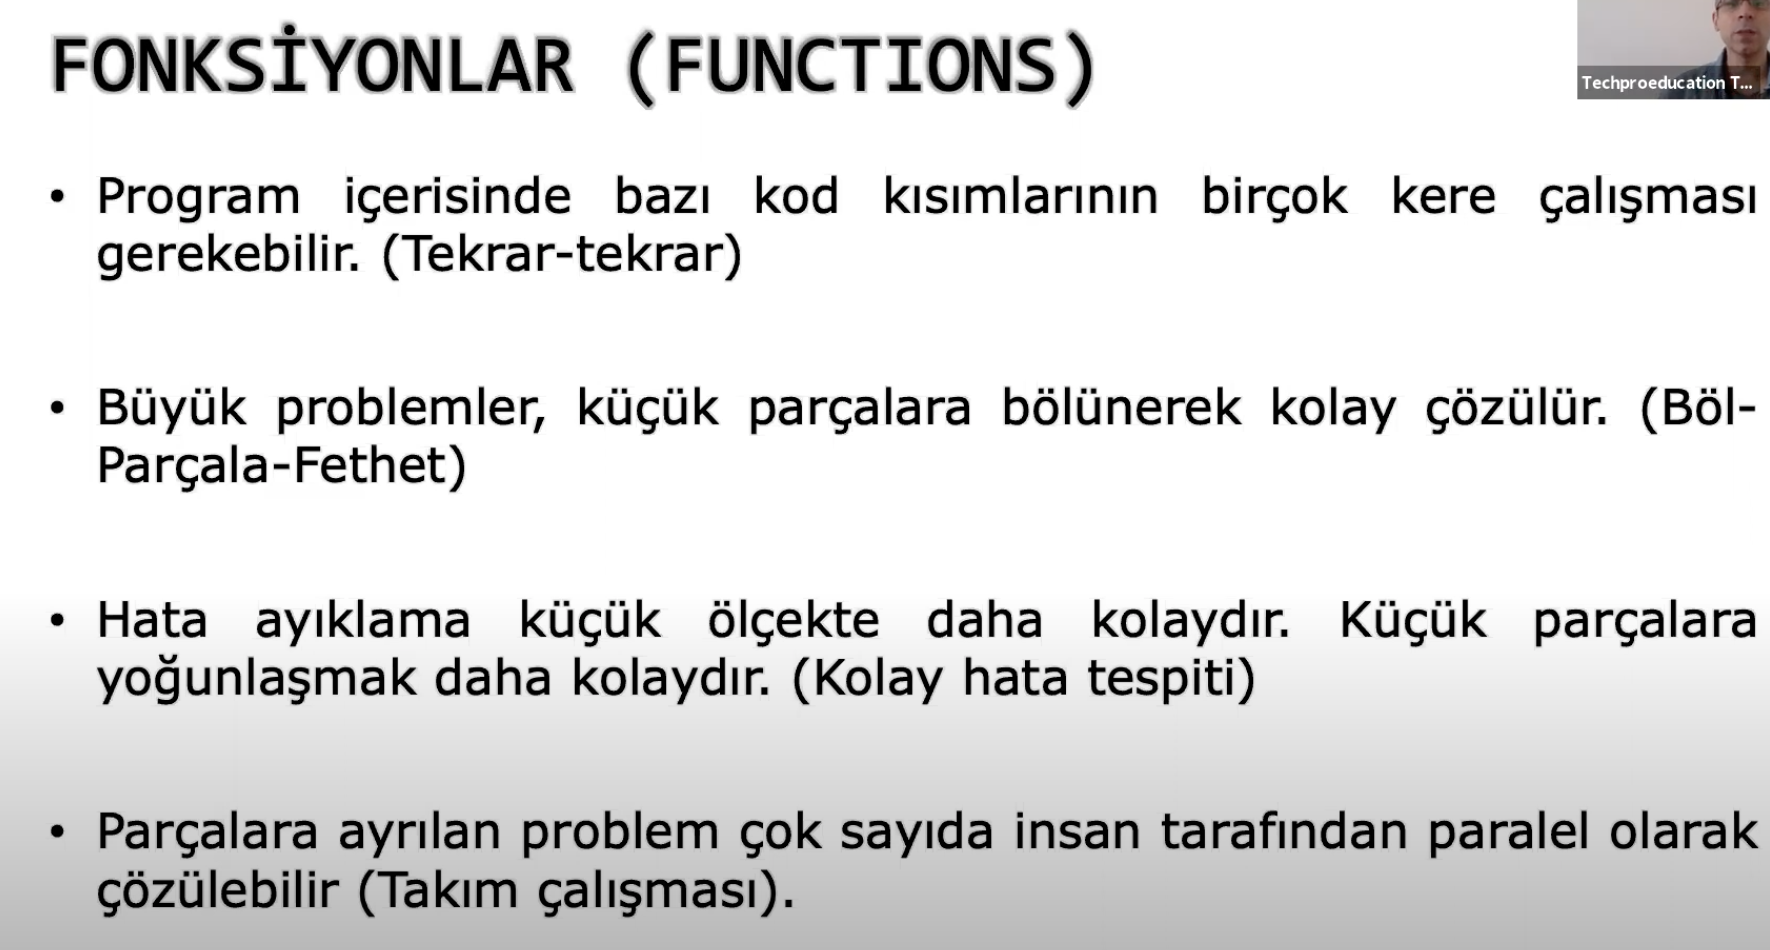 FONKSİYONLAR (FUNCTIONS)
Techproeducation T...
• Program içerisinde bazı kod kısımlarının birçok kere çalışması
gerekebilir. (Tekrar-tekrar)
• Büyük problemler, küçük parçalara bölünerek kolay çözülür. (Böl-
Parçala-Fethet)
• Hata ayıklama küçük ölçekte daha kolaydır. Küçük parçalara
yoğunlaşmak daha kolaydır. (Kolay hata tespiti)
• Parçalara ayrılan problem çok sayıda insan tarafından paralel olarak
çözülebilir (Takım çalışması).